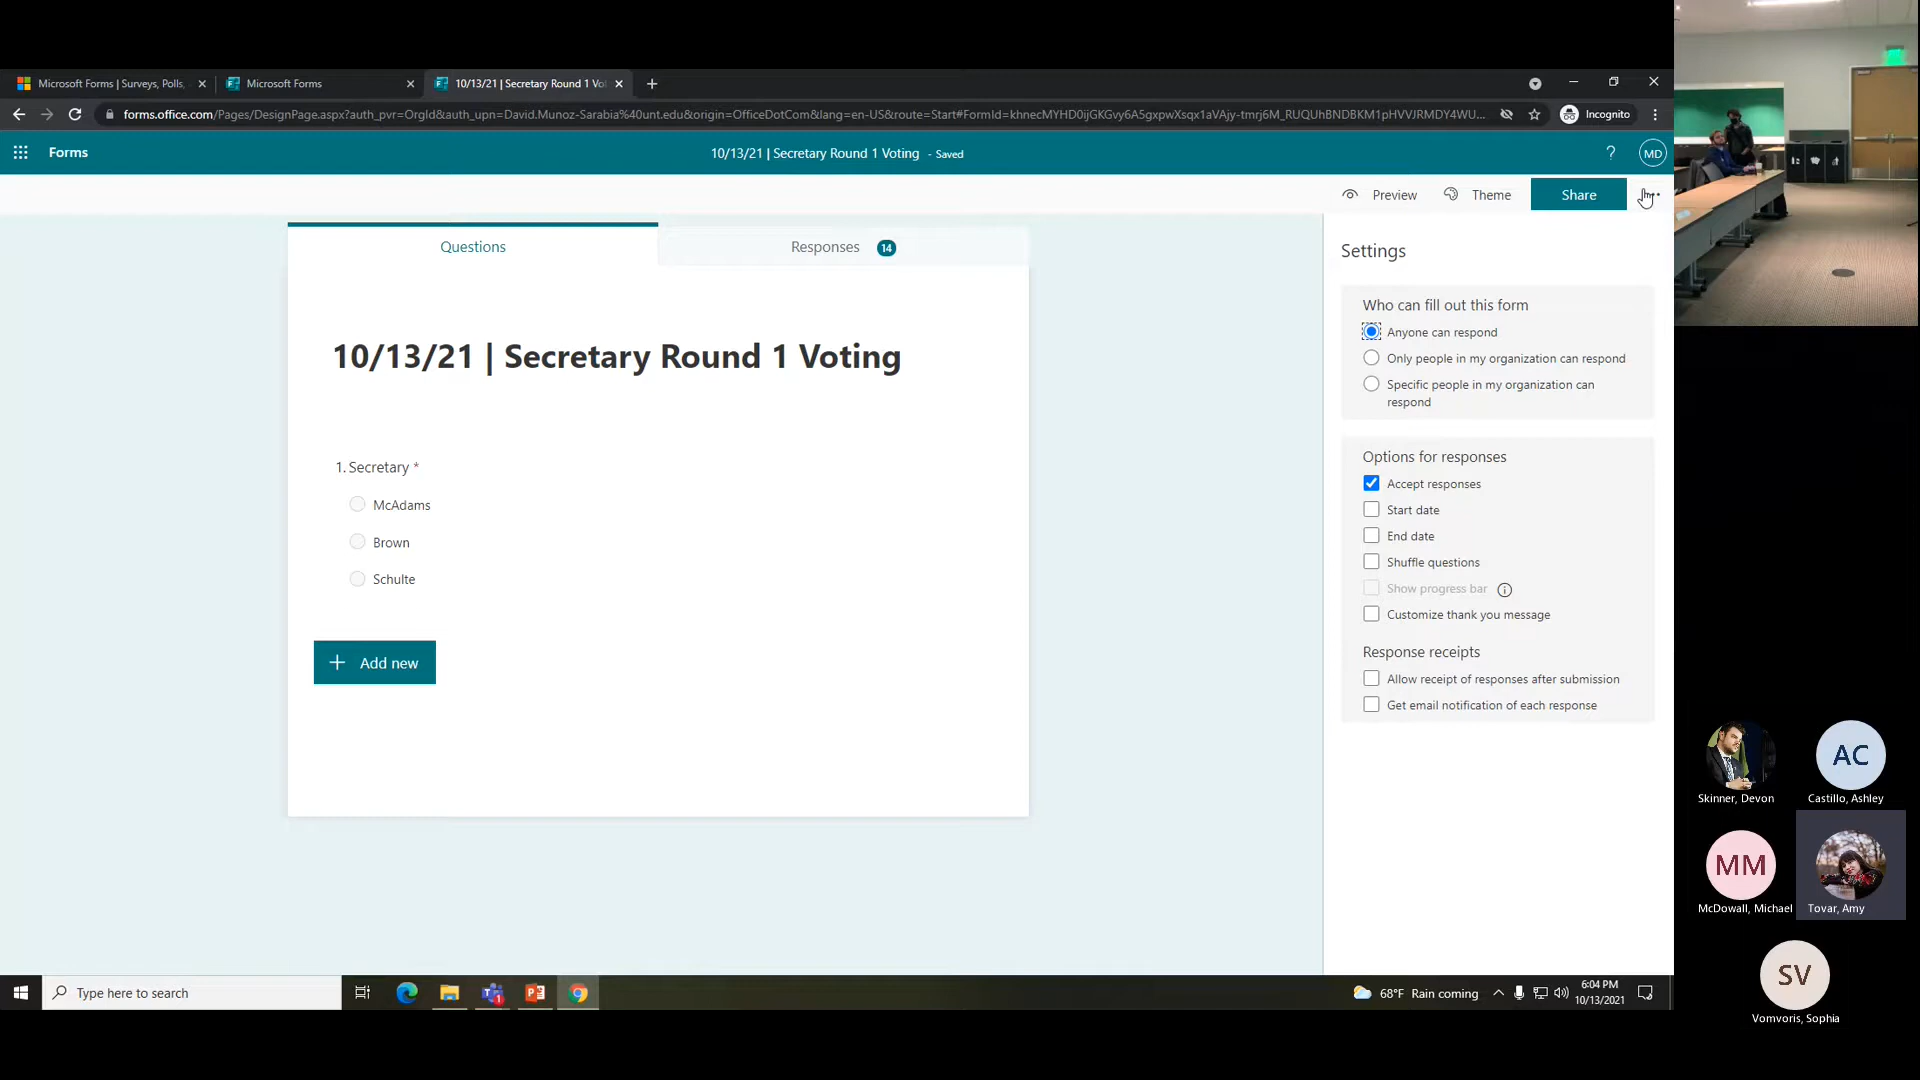 Microsoft Forms | Surveys, Polls,
Microsoft Forms
10/13/21 | Secretary Round 1 Vot
forms.office.com/Pages/DesignPage.aspx?auth_pvr=OrgId&auth_upn=David.Munoz-Sarabia%40unt.edu&origin=OfficeDotCom&lang=en-US&route=Start#FormId=khnecMYHD0ijGKGvy6A5gxpwXsqx1aVAjy-tmrj6M_RUQUhBNDBKM1pHVVJRMDY4WU...
Incognito
Forms
10/13/21 | Secretary Round 1 Voting - Saved
?
MD
Preview
Theme
Share
Questions
Responses 14
10/13/21 | Secretary Round 1 Voting
1. Secretary *
McAdams
Brown
Schulte
Add new
Settings
Who can fill out this form
Anyone can respond
Only people in my organization can respond
Specific people in my organization can
respond
Options for responses
Accept responses
Start date
End date
Shuffle questions
Show progress bar
Customize thank you message
Response receipts
Allow receipt of responses after submission
Get email notification of each response
Skinner, Devon
AC
Castillo, Ashley
MM
McDowall, Michael
Tovar, Amy
SV
Vomvoris, Sophia
Type here to search
68°F Rain coming
6:04 PM
10/13/2021